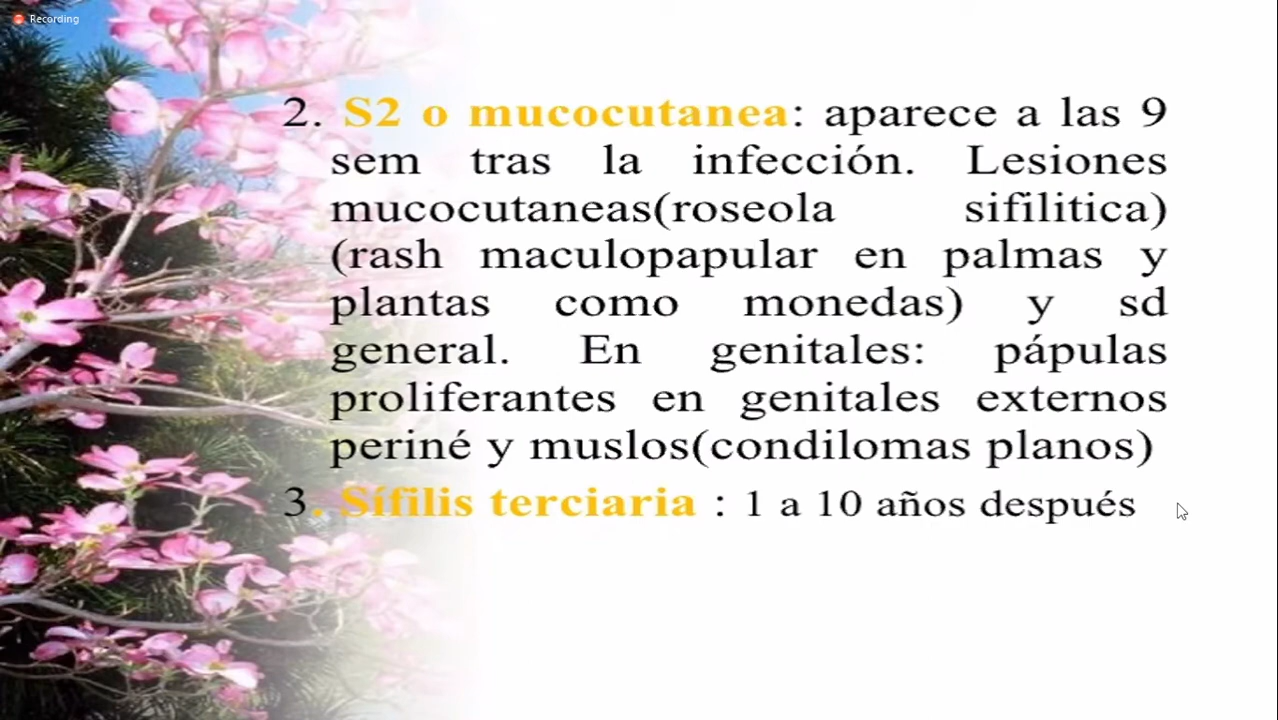 Recording
2. S2 o mucocutanea: aparece a las 9
sem tras la infección. Lesiones
mucocutaneas(roseola sifilitica)
(rash maculopapular en palmas y
plantas como monedas) y sd
general. En genitales: pápulas
proliferantes en genitales externos
periné y muslos(condilomas planos)
3. Sífilis terciaria : 1 a 10 años después